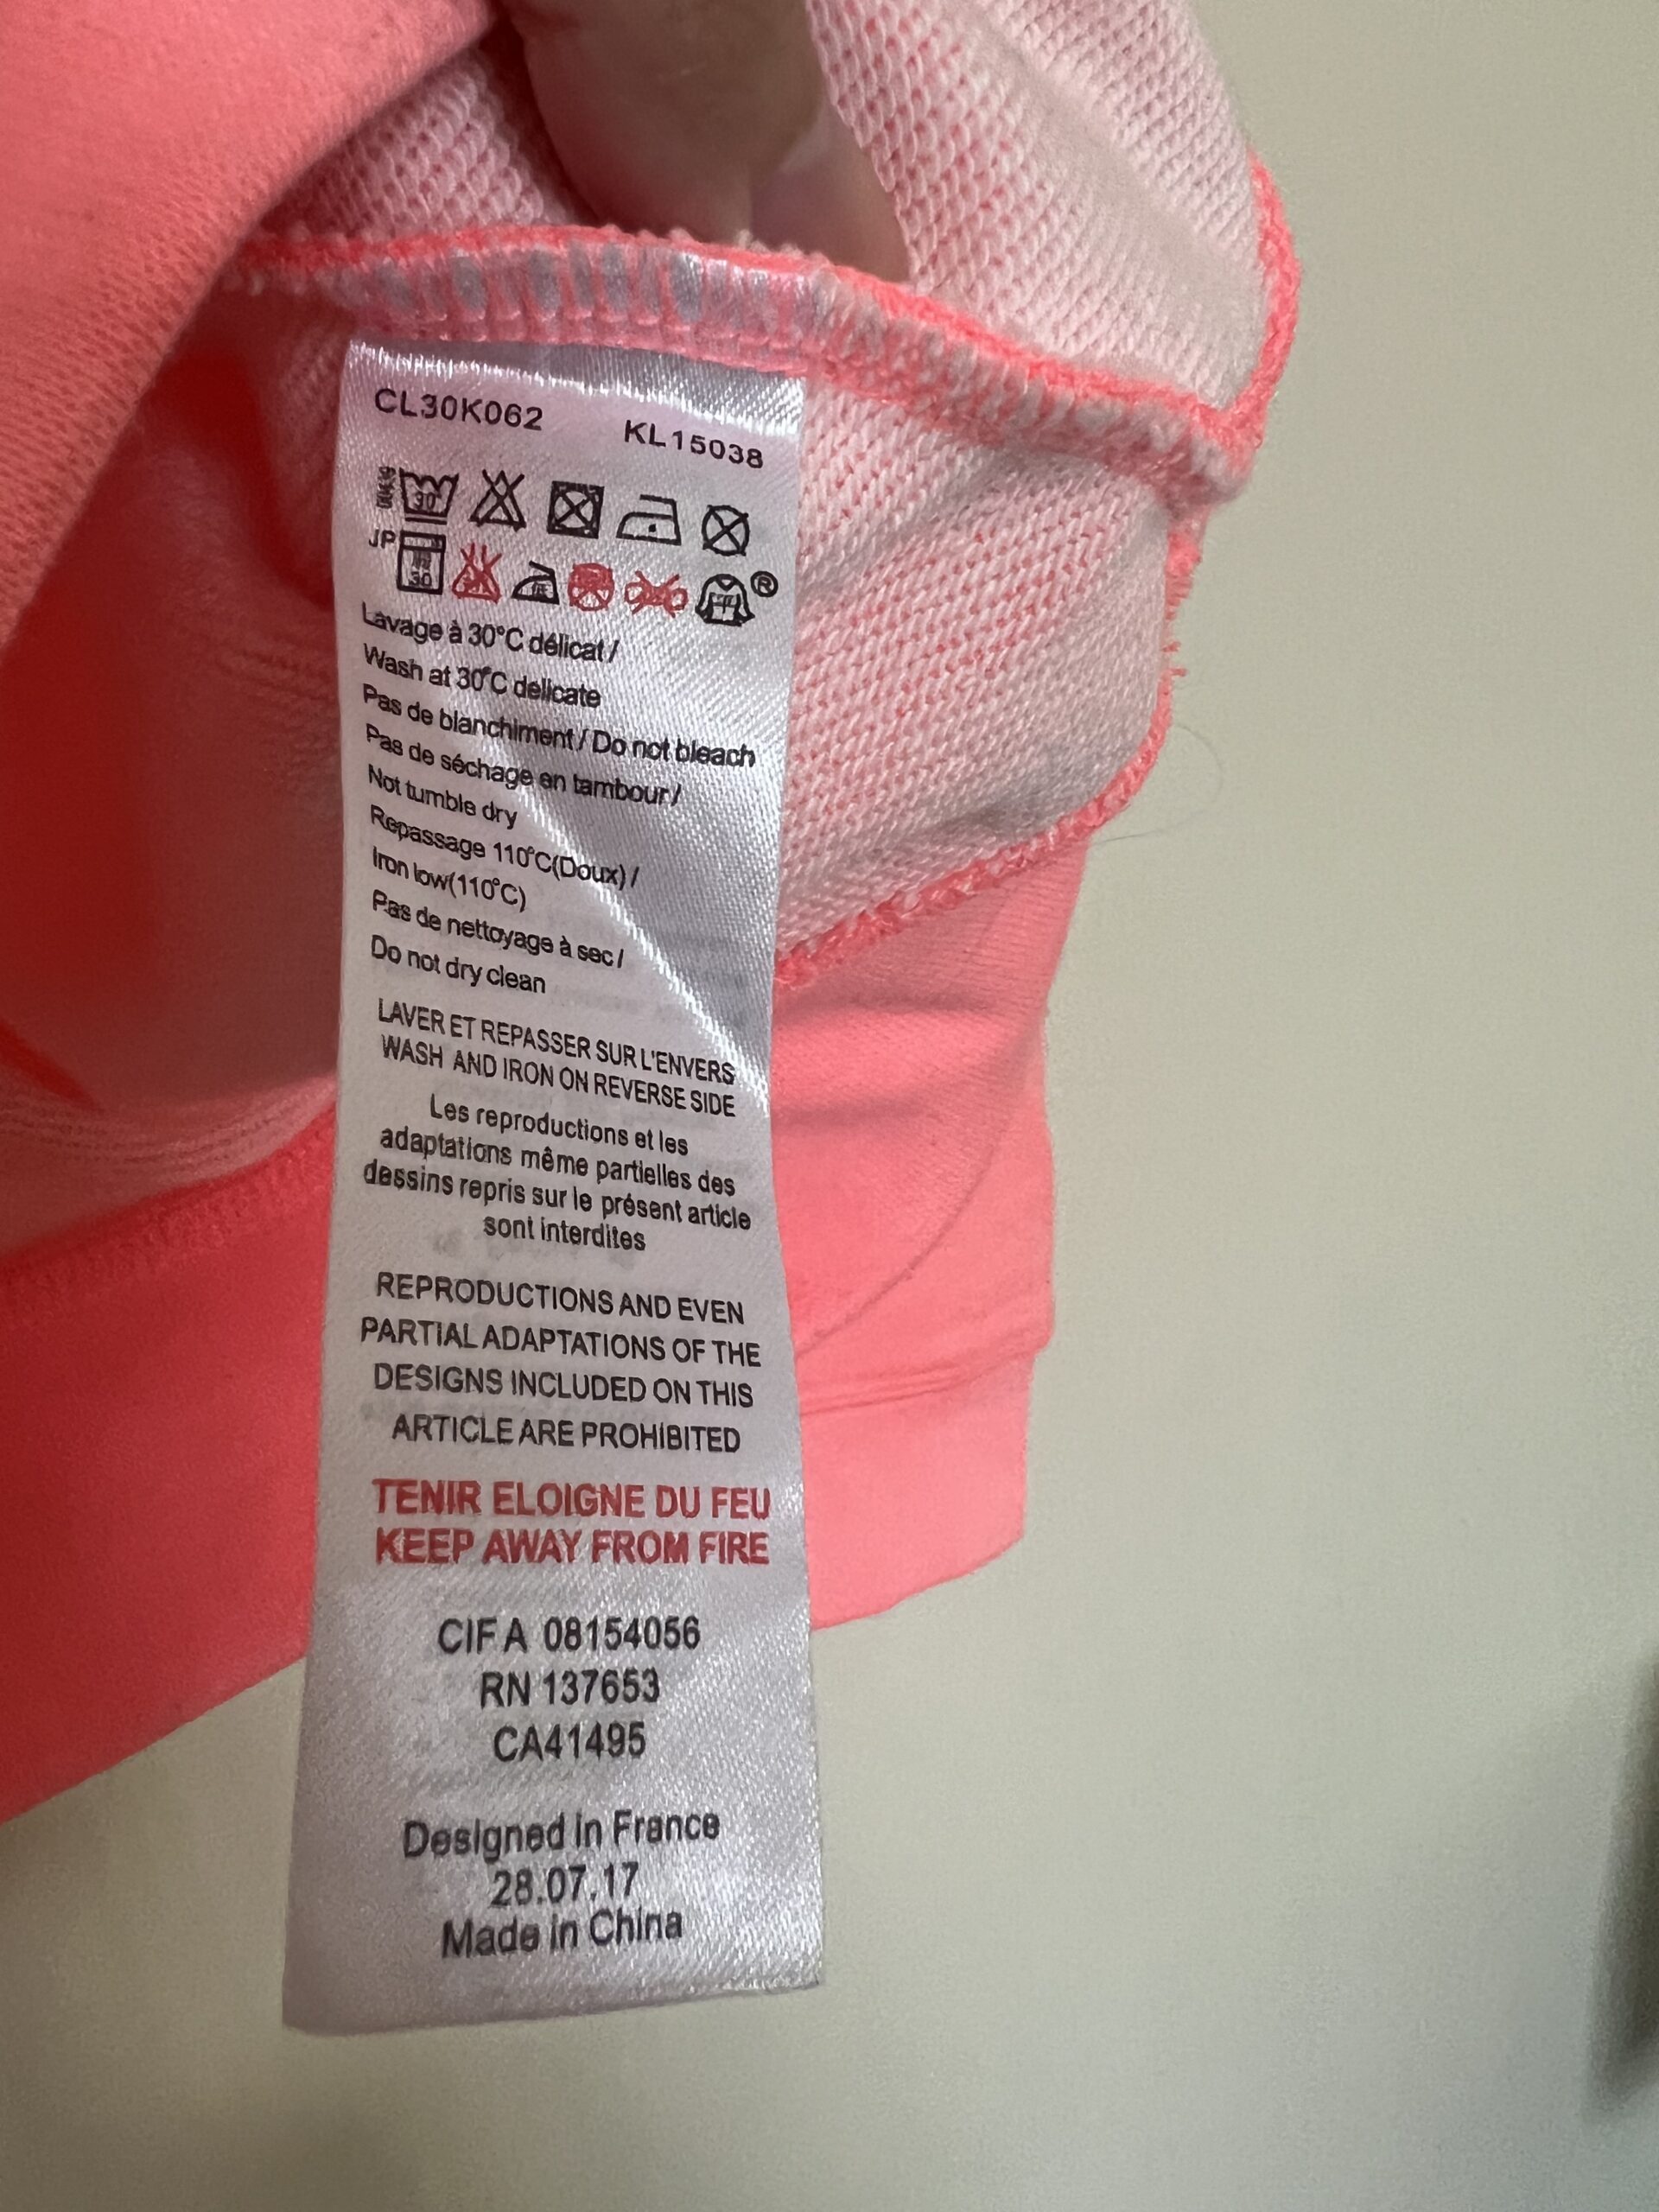 CL30K062 KL15038
30
JP
30
®
Lavage à 30°C délicat /
Wash at 30°C delicate
Pas de blanchiment / Do not bleach
Pas de séchage en tambour /
Not tumble dry
Repassage 110°C(Doux) /
Iron low(110°C)
Pas de nettoyage à sec /
Do not dry clean
LAVER ET REPASSER SUR L'ENVERS
WASH AND IRON ON REVERSE SIDE
Les reproductions et les
adaptations même partielles des
dessins repris sur le présent article
sont interdites
REPRODUCTIONS AND EVEN
PARTIAL ADAPTATIONS OF THE
DESIGNS INCLUDED ON THIS
ARTICLE ARE PROHIBITED
TENIR ELOIGNE DU FEU
KEEP AWAY FROM FIRE
CIF A 08154056
RN 137653
CA41495
Designed in France
28.07.17
Made in China